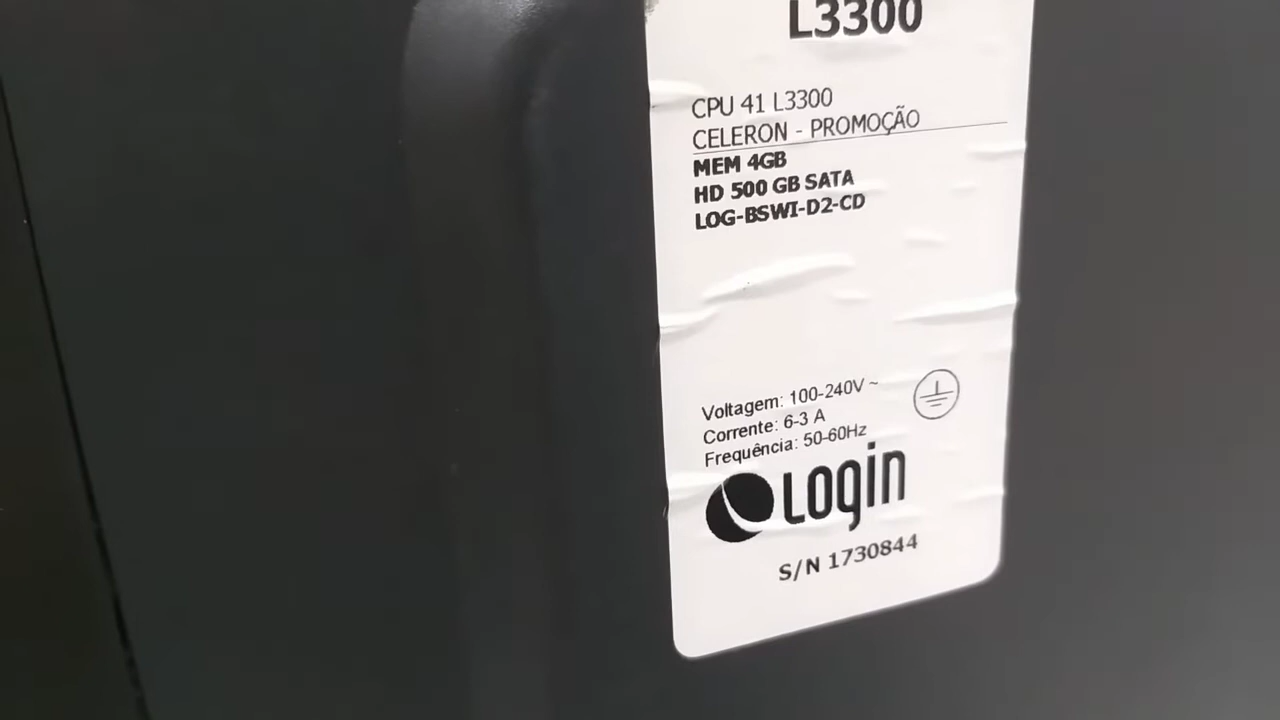 L3300
CPU 41 L3300
CELERON - PROMOÇÃO
MEM 4GB
HD 500 GB SATA
LOG-BSWI-D2-CD
Voltagem: 100-240V ~
Corrente: 6-3 A
Frequência: 50-60Hz
Login
S/N 1730844